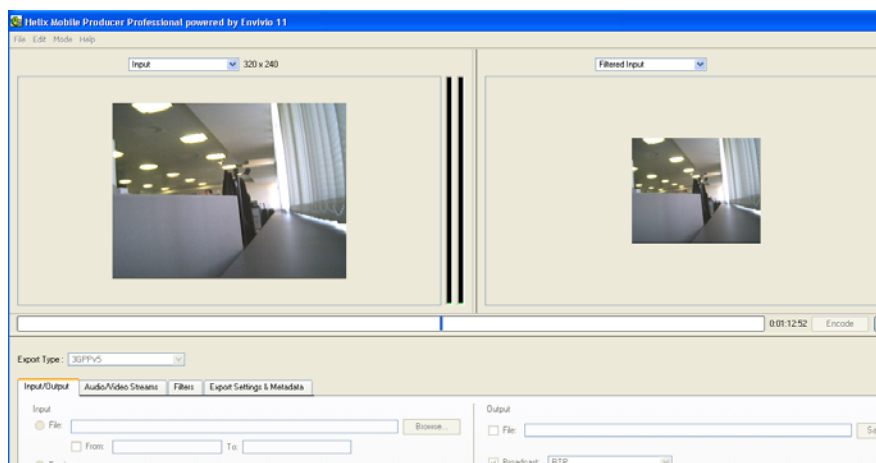 Helix Mobile Producer Professional powered by Envivio 11
File Edit Mode Help
Input 320 x 240
Filtered Input
0:01:12:52 Encode
Export Type : 3GPPv5
Input/Output Audio/Video Streams Filters Export Settings & Metadata
Input
File: Browse...
From: To:
Output
File: Sa
Broadcast: RTP